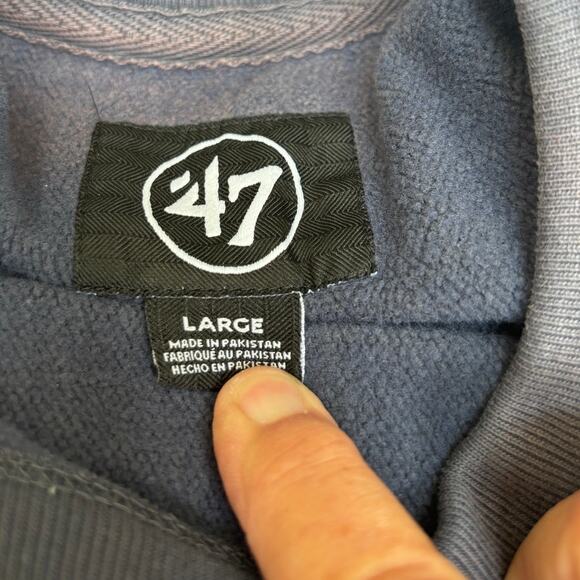 '47
LARGE
MADE IN PAKISTAN
FABRIQUÉ AU PAKISTAN
HECHO EN PAKISTAN